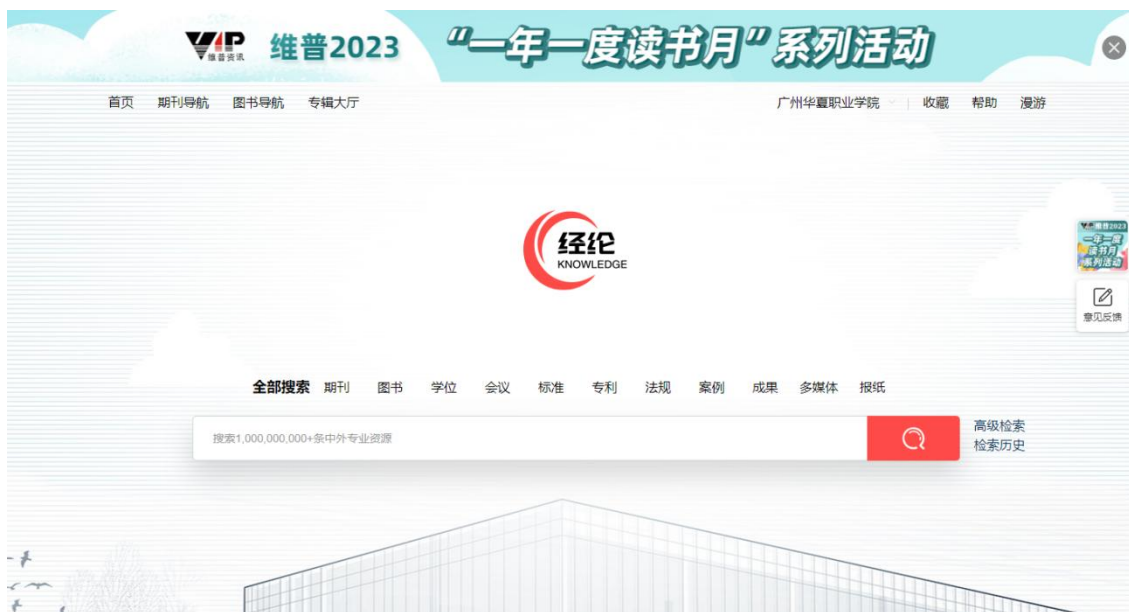 VIP 维普资讯 维普2023 “一年一度读书月”系列活动
首页 期刊导航 图书导航 专辑大厅 广州华夏职业学院 收藏 帮助 漫游
经纶
KNOWLEDGE
维普2023
一年一度
读书月
系列活动
意见反馈
全部搜索 期刊 图书 学位 会议 标准 专利 法规 案例 成果 多媒体 报纸
搜索1,000,000,000+条中外专业资源
高级检索
检索历史